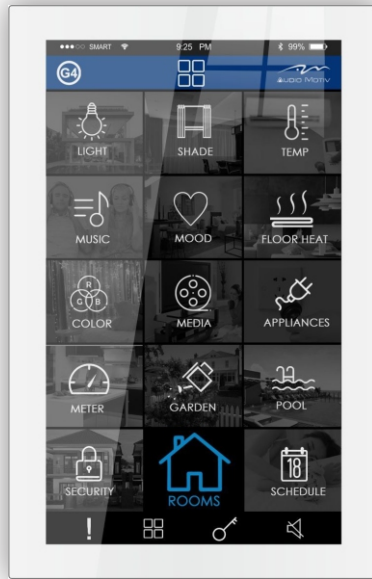 SMART 9:25 PM 99%
G4 AUDIO MOTIV
LIGHT SHADE TEMP
MUSIC MOOD FLOOR HEAT
R
G B
COLOR MEDIA APPLIANCES
METER GARDEN POOL
18
SECURITY ROOMS SCHEDULE
!